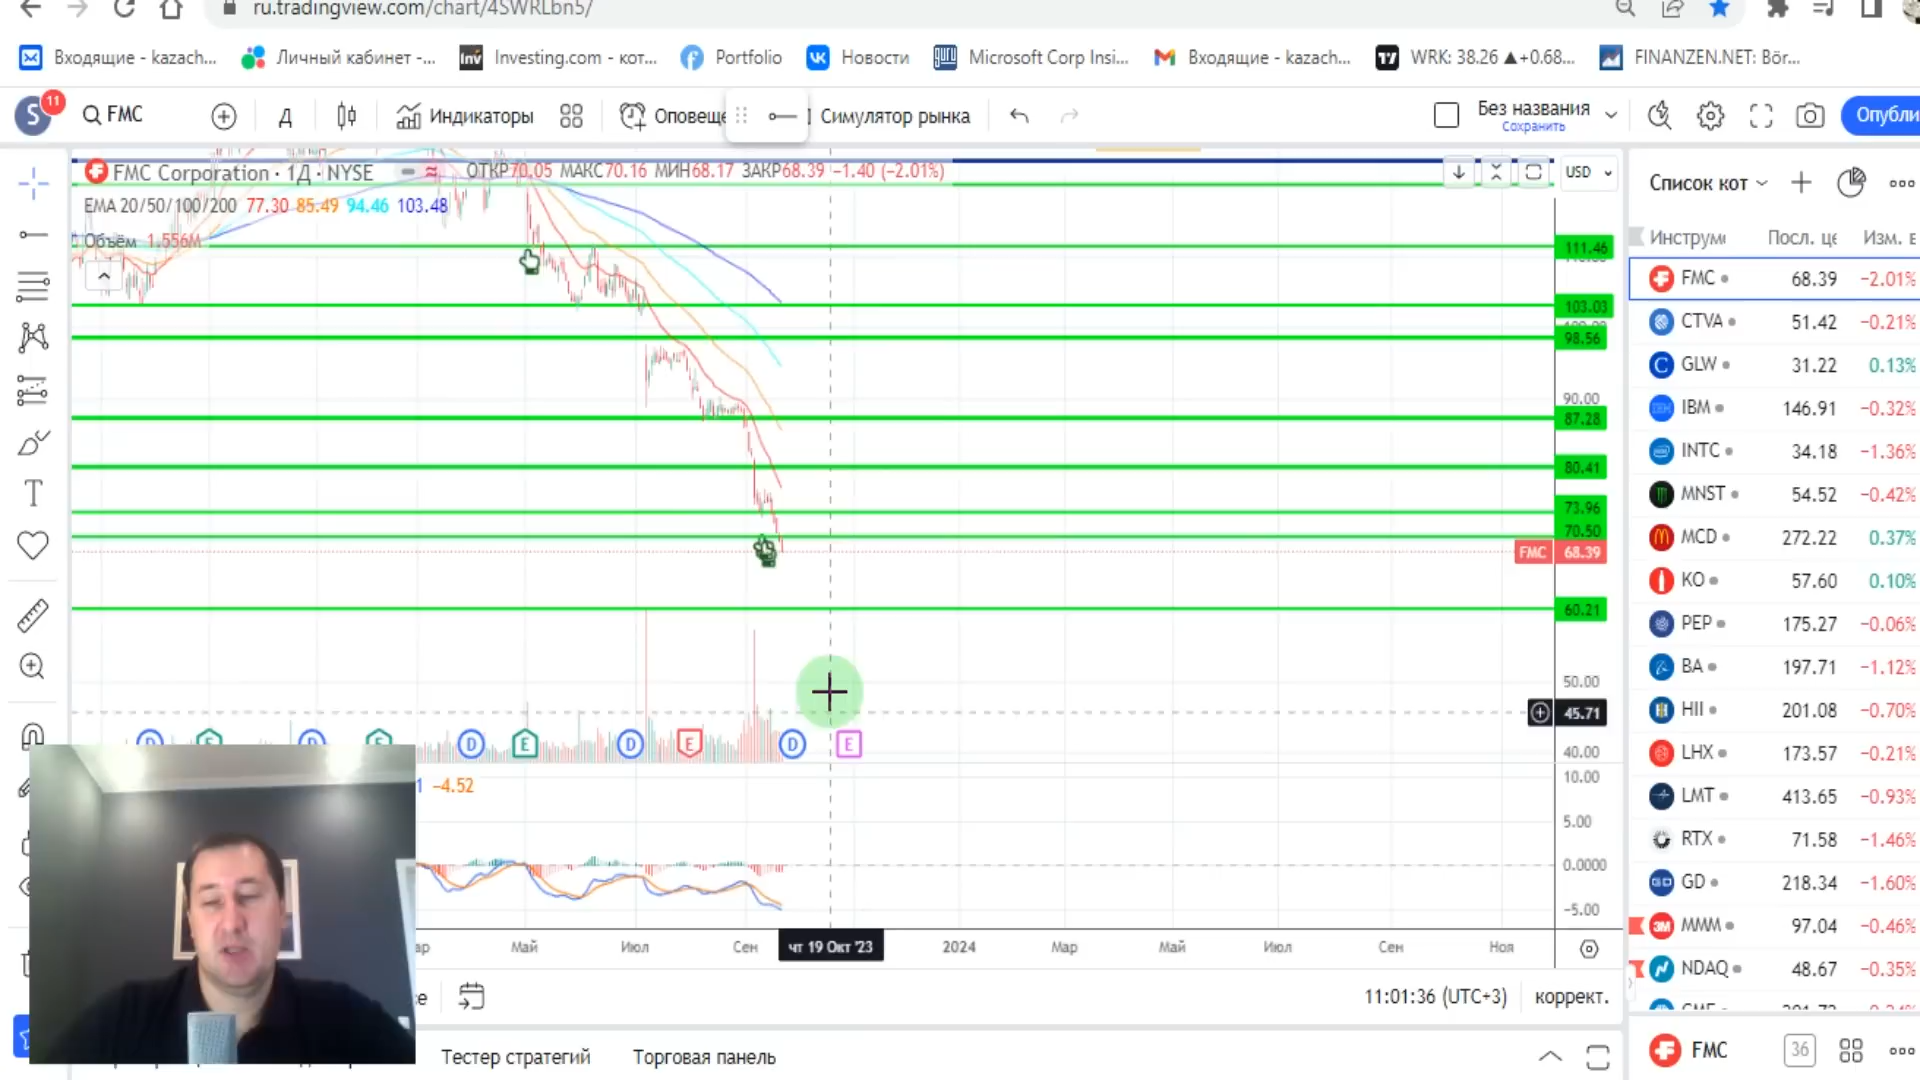 ru.tradingview.com/chart/4SWRLbn5/
Входящие - kazach...
Личный кабинет -...
Inv Investing.com - кот...
Portfolio
Новости
guru Microsoft Corp Insi...
Входящие - kazach...
WRK: 38.26 ▲+0.68...
FINANZEN.NET: Bör...
S 11
FMC
Д
Индикаторы
Оповеще
Симулятор рынка
Без названия
Сохранить
Опубли
FMC Corporation · 1Д · NYSE
ОТКР70.05 МАКС70.16 МИН68.17 ЗАКР68.39 −1.40 (−2.01%)
USD
EMA 20/50/100/200 77.30 85.49 94.46 103.48
Объём 1.556M
111.46
103.03
98.56
90.00
87.28
80.41
73.96
70.50
FMC 68.39
60.21
50.00
45.71
40.00
D E D E D E D E
10.00
−4.52
5.00
0.0000
−5.00
Май
Июл
Сен
чт 19 Окт '23
2024
Мар
Май
Июл
Сен
Ноя
11:01:36 (UTC+3)
коррект.
Тестер стратегий
Торговая панель
Список кот
Инструм Посл. це Изм. в
FMC 68.39 −2.01%
CTVA 51.42 −0.21%
GLW 31.22 0.13%
IBM 146.91 −0.32%
INTC 34.18 −1.36%
MNST 54.52 −0.42%
MCD 272.22 0.37%
KO 57.60 0.10%
PEP 175.27 −0.06%
BA 197.71 −1.12%
HII 201.08 −0.70%
LHX 173.57 −0.21%
LMT 413.65 −0.93%
RTX 71.58 −1.46%
GD 218.34 −1.60%
MMM 97.04 −0.46%
NDAQ 48.67 −0.35%
FMC
36